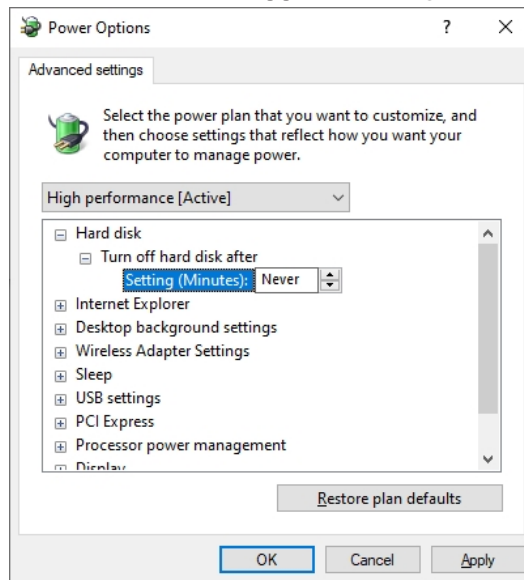 Power Options
Advanced settings
Select the power plan that you want to customize, and
then choose settings that reflect how you want your
computer to manage power.
High performance [Active]
Hard disk
Turn off hard disk after
Setting (Minutes): Never
Internet Explorer
Desktop background settings
Wireless Adapter Settings
Sleep
USB settings
PCI Express
Processor power management
Display
Restore plan defaults
OK Cancel Apply